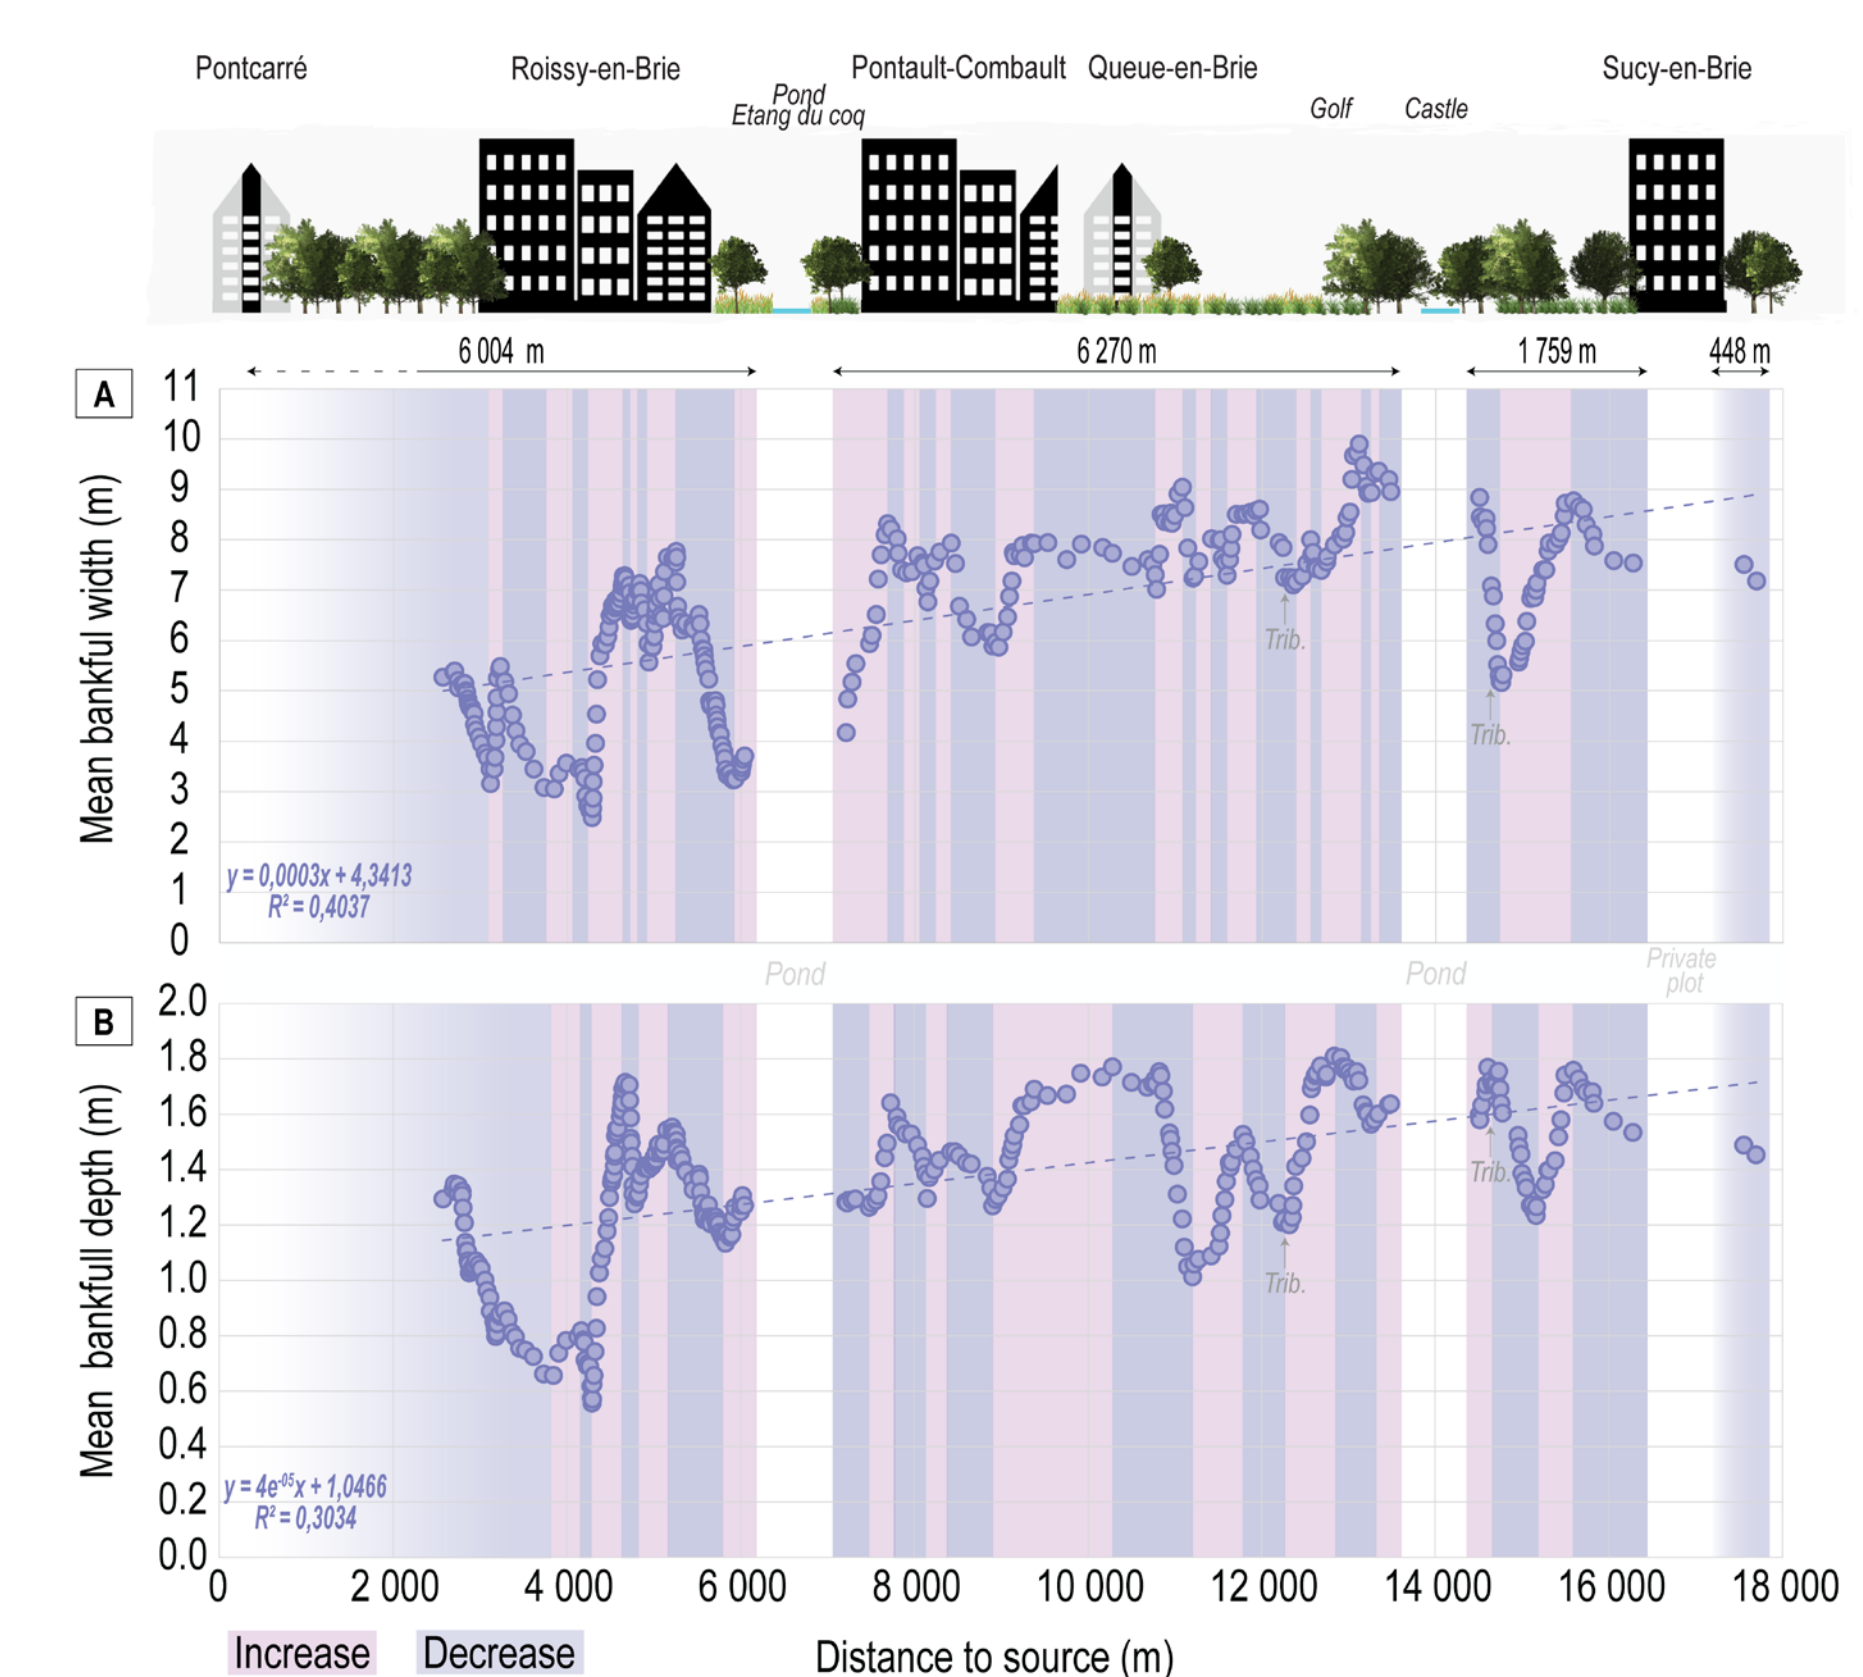 Pontcarré
Roissy-en-Brie
Pontault-Combault
Queue-en-Brie
Sucy-en-Brie
Pond
Etang du coq
Golf
Castle
6 004 m
6 270 m
1 759 m
448 m
A
Mean bankful width (m)
11
10
9
8
7
6
5
4
3
2
1
0
y = 0,0003x + 4,3413
R² = 0,4037
Trib.
Trib.
Pond
Pond
Private
plot
B
Mean bankfull depth (m)
2.0
1.8
1.6
1.4
1.2
1.0
0.8
0.6
0.4
0.2
0.0
y = 4e⁻⁰⁵x + 1,0466
R² = 0,3034
Trib.
Trib.
0
2 000
4 000
6 000
8 000
10 000
12 000
14 000
16 000
18 000
Increase
Decrease
Distance to source (m)